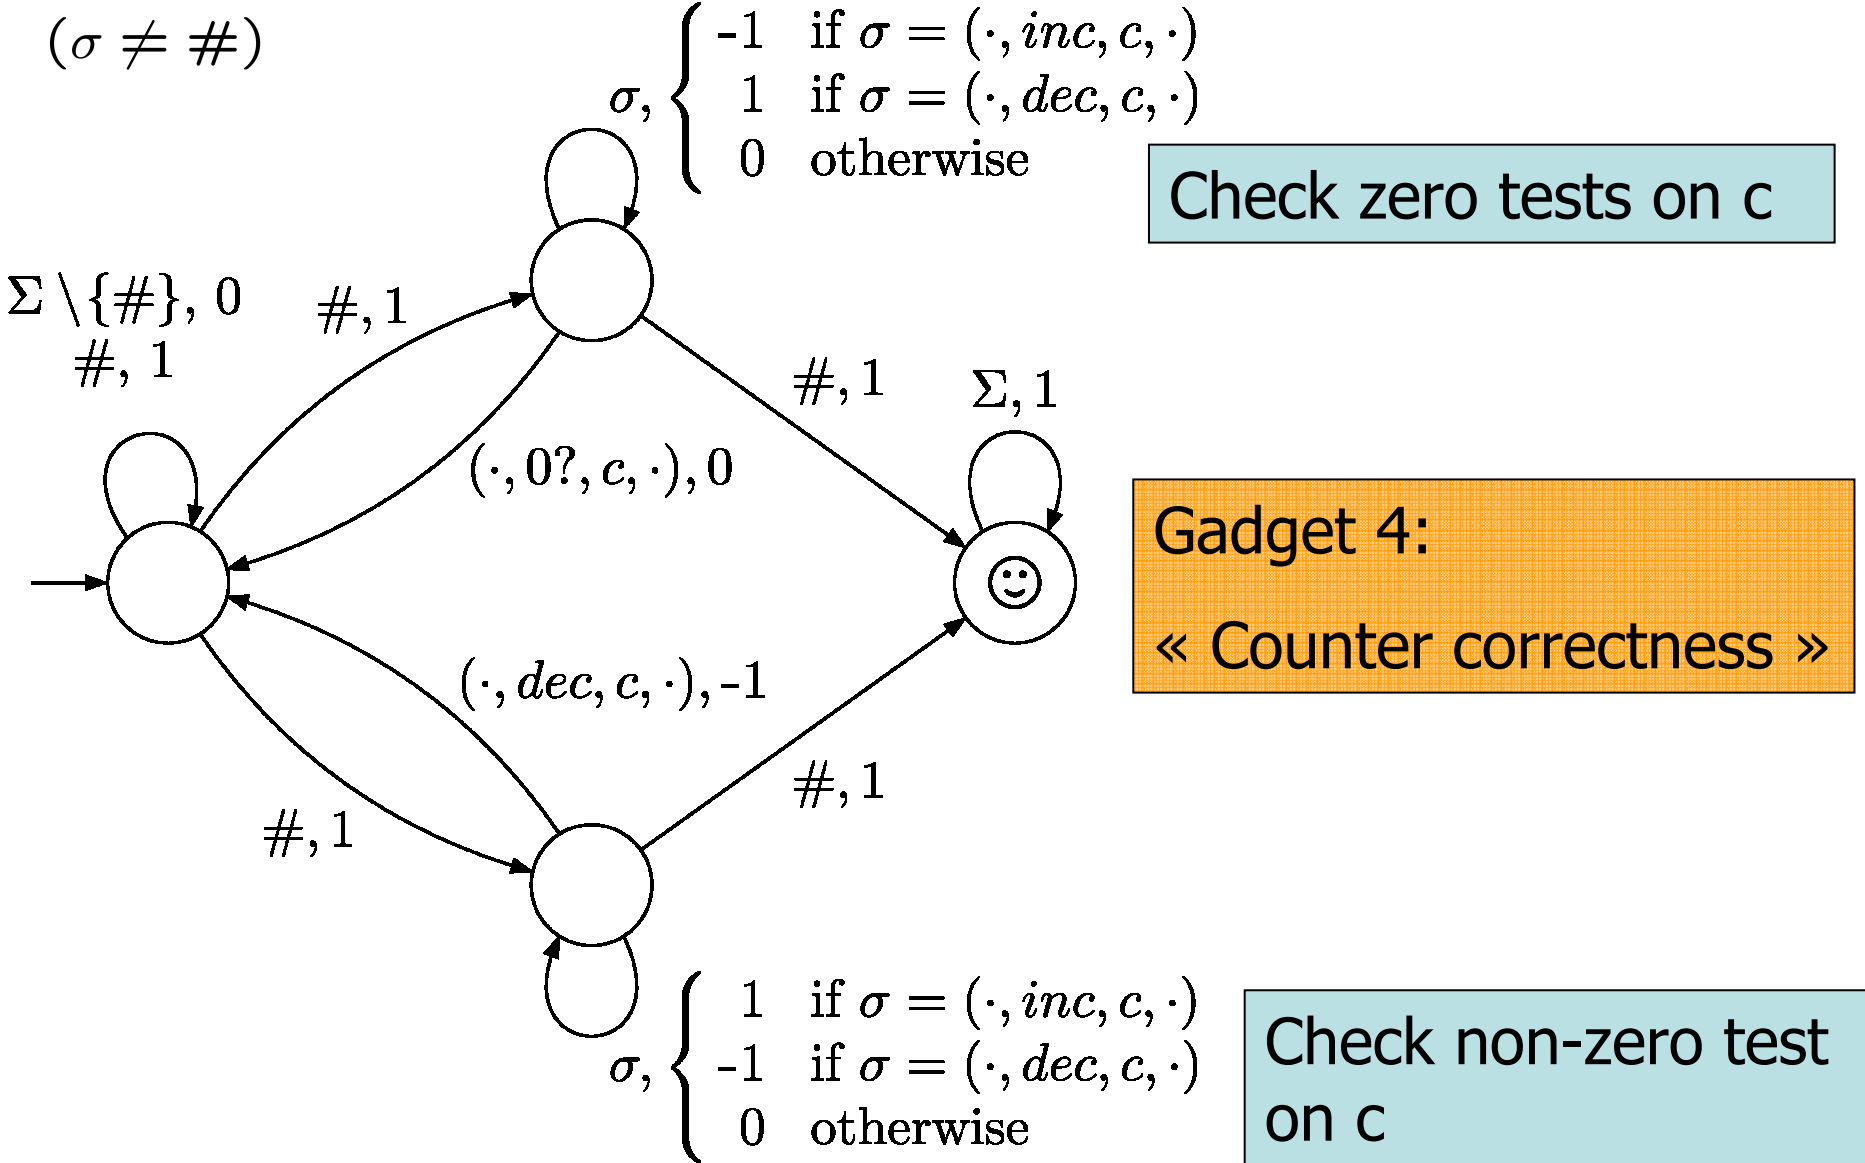 (σ ≠ #)
σ, { -1 if σ = (·, inc, c, ·)
1 if σ = (·, dec, c, ·)
0 otherwise
Check zero tests on c
Σ \ {#}, 0
#, 1
#, 1
#, 1
Σ, 1
(·, 0?, c, ·), 0
Gadget 4:
« Counter correctness »
(·, dec, c, ·), -1
#, 1
#, 1
σ, { 1 if σ = (·, inc, c, ·)
-1 if σ = (·, dec, c, ·)
0 otherwise
Check non-zero test
on c